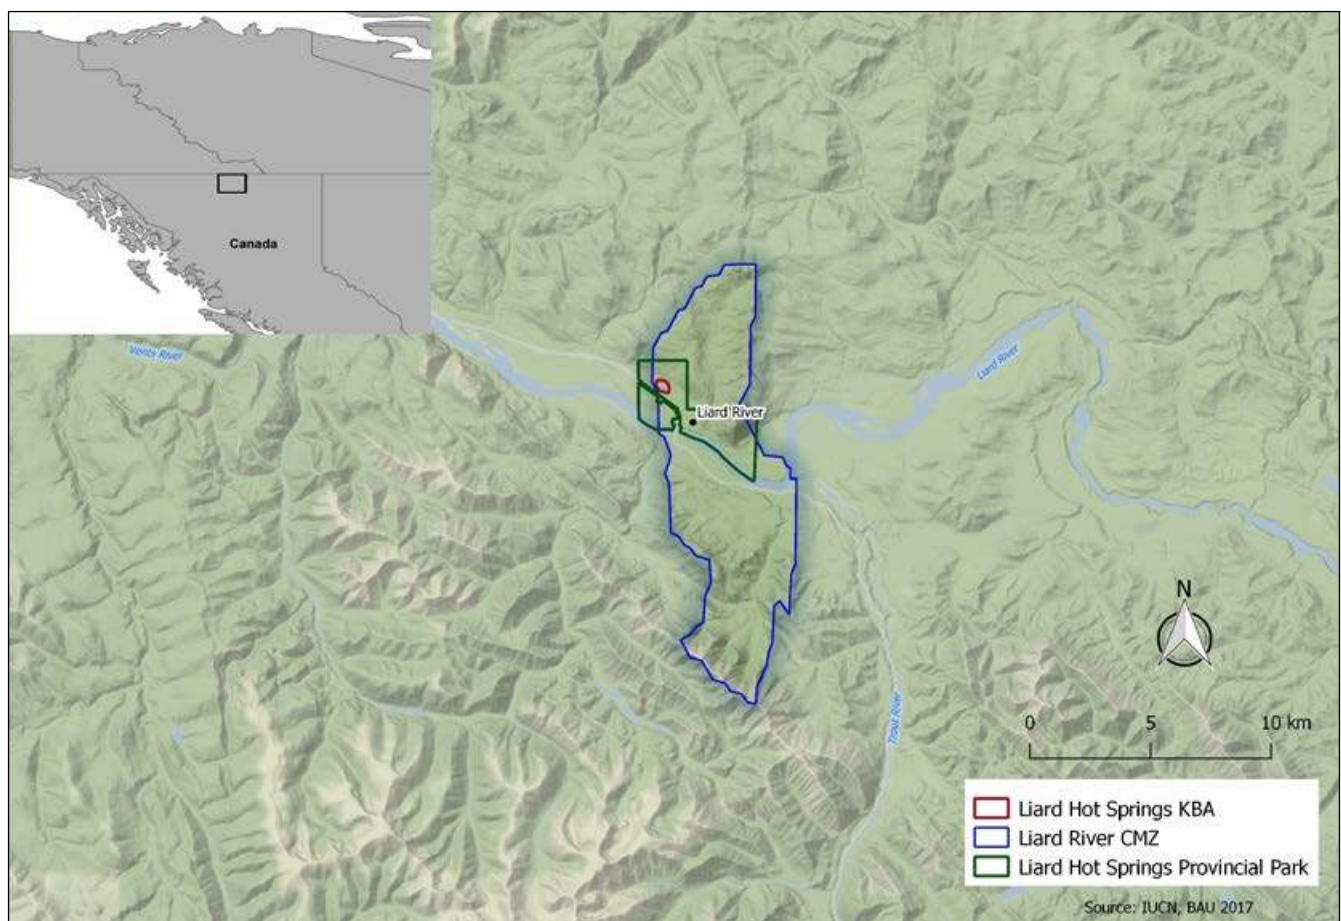 Canada
Vents River
Liard River
Liard River
N
Trout River
0 5 10 km
Liard Hot Springs KBA
Liard River CMZ
Liard Hot Springs Provincial Park
Source: IUCN, BAU 2017